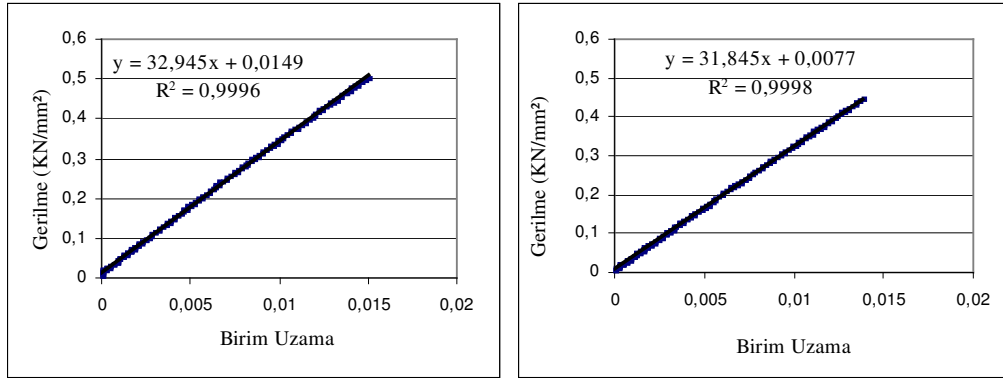 0,6
0,5
0,4
0,3
0,2
0,1
0
Gerilme (KN/mm²)
y = 32,945x + 0,0149
R² = 0,9996
0 0,005 0,01 0,015 0,02
Birim Uzama
0,6
0,5
0,4
0,3
0,2
0,1
0
Gerilme (KN/mm²)
y = 31,845x + 0,0077
R² = 0,9998
0 0,005 0,01 0,015 0,02
Birim Uzama